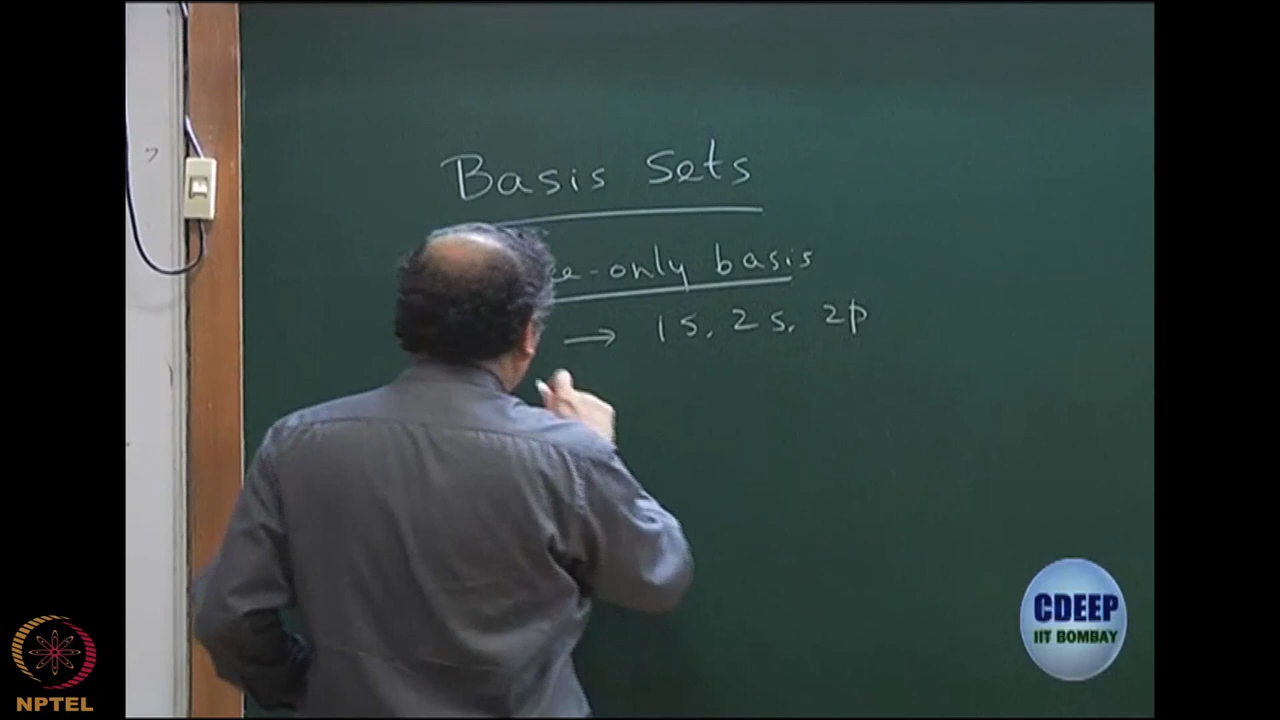 Basis Sets
-only basis
→ 1s, 2s, 2p
CDEEP
IIT BOMBAY
NPTEL